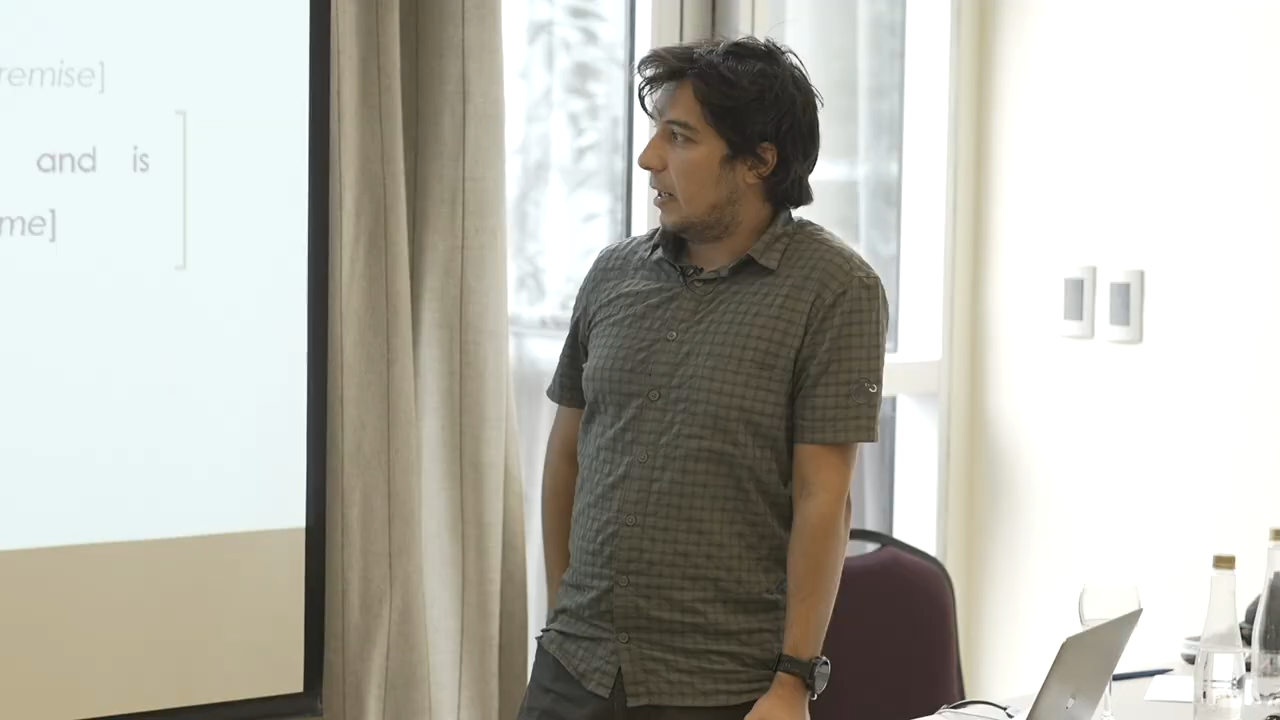 remise]
and is
me]